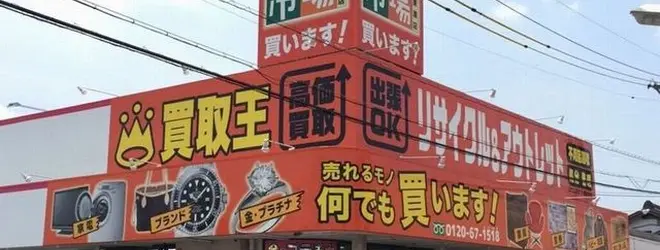 市場
買います!
市場
買います!
買取王
高価
買取
出張
OK
リサイクル&アウトレット
売れるモノ
何でも買います!
0120-67-1518
家電
ブランド
金・プラチナ